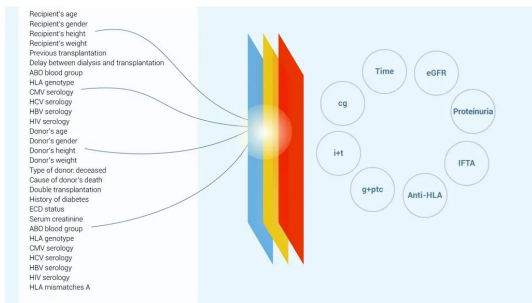 Recipient's age
Recipient's gender
Recipient's height
Recipient's weight
Previous transplantation
Delay between dialysis and transplantation
ABO blood group
HLA genotype
CMV serology
HCV serology
HBV serology
HIV serology
Donor's age
Donor's gender
Donor's height
Donor's weight
Type of donor: deceased
Cause of donor's death
Double transplantation
History of diabetes
ECD status
Serum creatinine
ABO blood group
HLA genotype
CMV serology
HCV serology
HBV serology
HIV serology
HLA mismatches A
Time
eGFR
cg
Proteinuria
i+t
IFTA
g+ptc
Anti-HLA